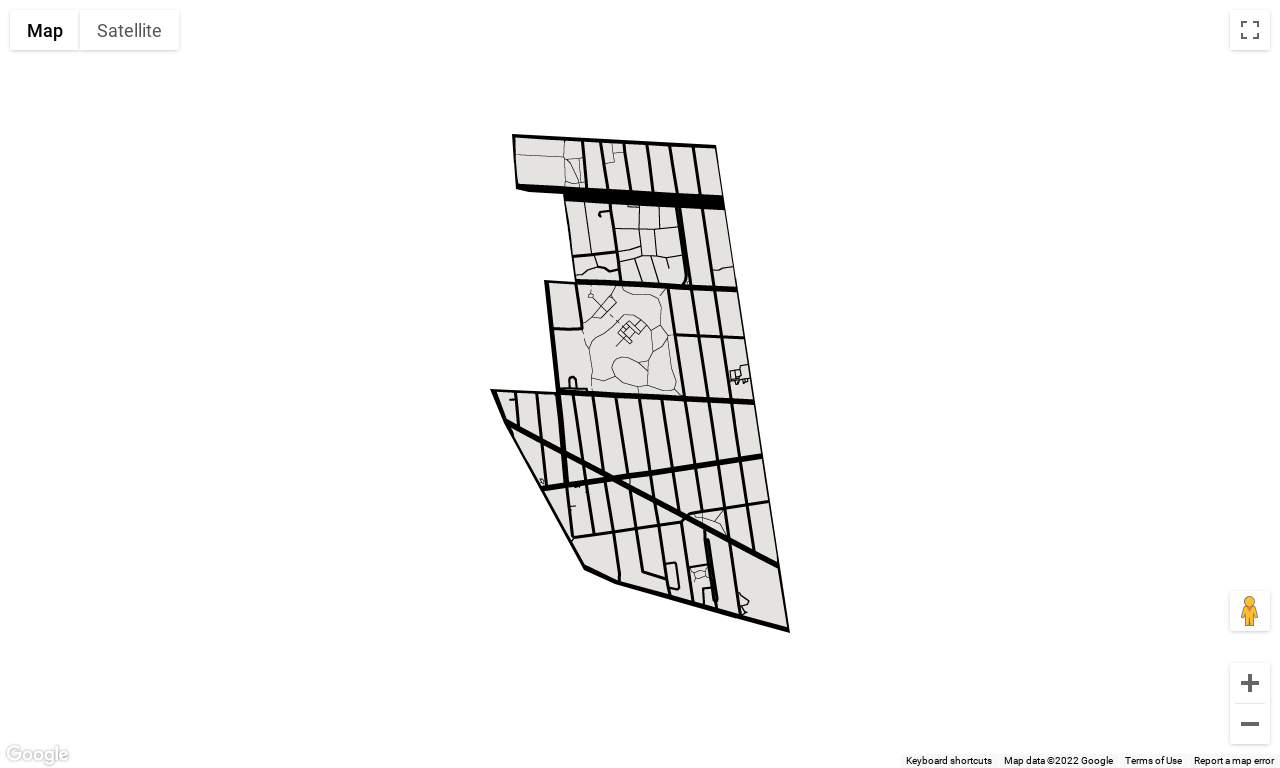 Map
Satellite
Google
Keyboard shortcuts
Map data ©2022 Google
Terms of Use
Report a map error